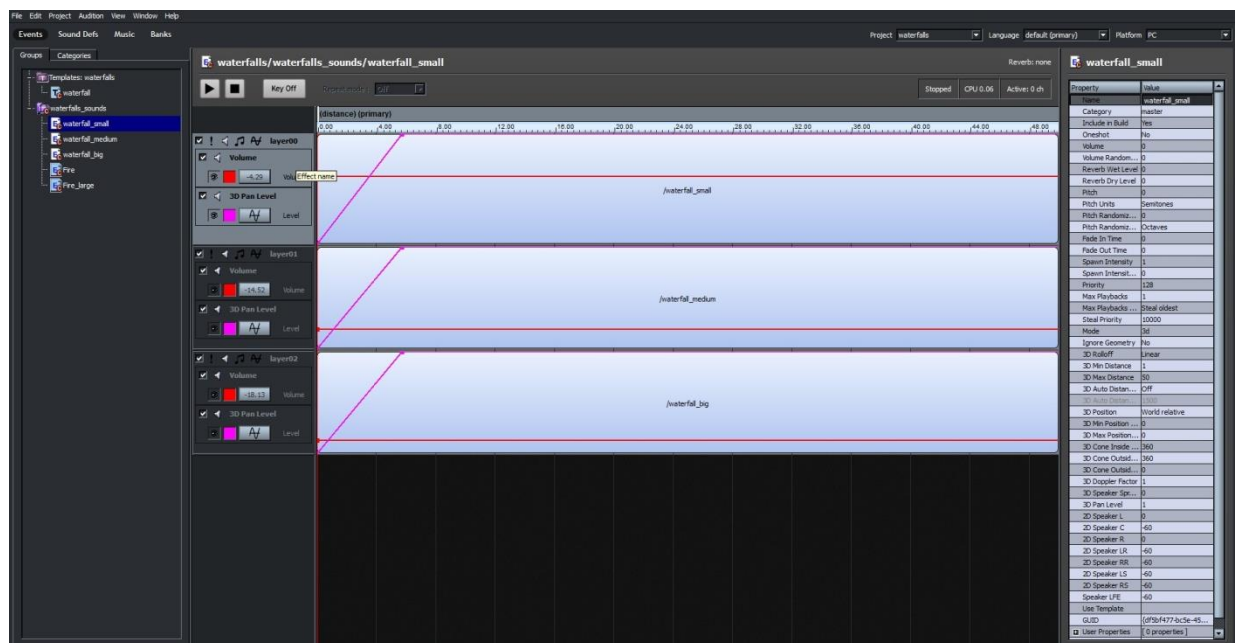 File Edit Project Audition View Window Help
Events Sound Defs Music Banks
Project waterfalls Language default (primary) Platform PC
Groups Categories
Templates: waterfalls
waterfall
waterfalls_sounds
waterfall_small
waterfall_medium
waterfall_big
Fire
Fire_large
waterfalls/waterfalls_sounds/waterfall_small
Reverb: none
Key Off Repeat mode: Off
Stopped CPU 0.06 Active: 0 ch
(distance) (primary)
0.00 4.00 8.00 12.00 16.00 20.00 24.00 28.00 32.00 36.00 40.00 44.00 48.00
layer00
Volume
-4.29
Effect name
3D Pan Level
Level
/waterfall_small
layer01
Volume
-14.52 Volume
3D Pan Level
Level
/waterfall_medum
layer02
Volume
-18.13 Volume
3D Pan Level
Level
/waterfall_big
waterfall_small
Property Value
Name waterfall_small
Category master
Include in Build Yes
Oneshot No
Volume 0
Volume Random... 0
Reverb Wet Level 0
Reverb Dry Level 0
Pitch 0
Pitch Units Semitones
Pitch Randomiz... 0
Pitch Randomiz... Octaves
Fade In Time 0
Fade Out Time 0
Spawn Intensity 1
Spawn Intensit... 0
Priority 128
Max Playbacks 1
Max Playbacks ... Steal oldest
Steal Priority 10000
Mode 3d
Ignore Geometry No
3D Rolloff Linear
3D Min Distance 1
3D Max Distance 50
3D Auto Distan... Off
3D Auto Distan... 1500
3D Position World relative
3D Min Position ... 0
3D Max Position... 0
3D Cone Inside ... 360
3D Cone Outsid... 360
3D Cone Outsid... 0
3D Doppler Factor 1
3D Speaker Spr... 0
3D Pan Level 1
2D Speaker L 0
2D Speaker C -60
2D Speaker R 0
2D Speaker LR -60
2D Speaker RR -60
2D Speaker LS -60
2D Speaker RS -60
Speaker LFE -60
Use Template
GUID {df5bf477-bc5e-45...
User Properties [ 0 properties ]